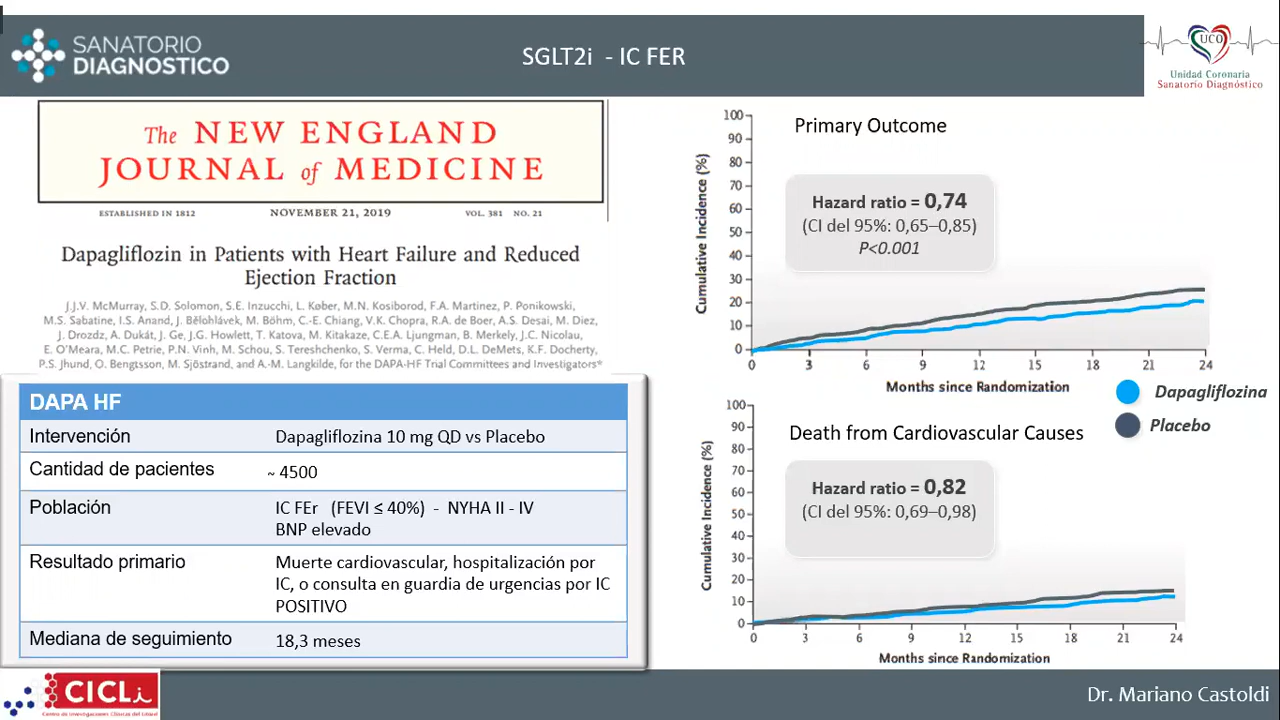 SANATORIO
DIAGNOSTICO
SGLT2i - IC FER
UCO
Unidad Coronaria
Sanatorio Diagnóstico
The NEW ENGLAND
JOURNAL of MEDICINE
ESTABLISHED IN 1812 NOVEMBER 21, 2019 VOL. 381 NO. 21
Dapagliflozin in Patients with Heart Failure and Reduced
Ejection Fraction
J.J.V. McMurray, S.D. Solomon, S.E. Inzucchi, L. Køber, M.N. Kosiborod, F.A. Martinez, P. Ponikowski,
M.S. Sabatine, I.S. Anand, J. Bělohlávek, M. Böhm, C.-E. Chiang, V.K. Chopra, R.A. de Boer, A.S. Desai, M. Diez,
J. Drozdz, A. Dukát, J. Ge, J.G. Howlett, T. Katova, M. Kitakaze, C.E.A. Ljungman, B. Merkely, J.C. Nicolau,
E. O'Meara, M.C. Petrie, P.N. Vinh, M. Schou, S. Tereshchenko, S. Verma, C. Held, D.L. DeMets, K.F. Docherty,
P.S. Jhund, O. Bengtsson, M. Sjöstrand, and A.-M. Langkilde, for the DAPA-HF Trial Committees and Investigators*
DAPA HF
Intervención Dapagliflozina 10 mg QD vs Placebo
Cantidad de pacientes ~ 4500
Población IC FEr (FEVI ≤ 40%) - NYHA II - IV
BNP elevado
Resultado primario Muerte cardiovascular, hospitalización por
IC, o consulta en guardia de urgencias por IC
POSITIVO
Mediana de seguimiento 18,3 meses
Primary Outcome
Hazard ratio = 0,74
(CI del 95%: 0,65–0,85)
P<0.001
Cumulative Incidence (%)
100
90
80
70
60
50
40
30
20
10
0
0 3 6 9 12 15 18 21 24
Months since Randomization
Dapagliflozina
Placebo
Death from Cardiovascular Causes
Hazard ratio = 0,82
(CI del 95%: 0,69–0,98)
Cumulative Incidence (%)
100
90
80
70
60
50
40
30
20
10
0
0 3 6 9 12 15 18 21 24
Months since Randomization
CICLi
Centro de Investigaciones Clínicas del Litoral
Dr. Mariano Castoldi